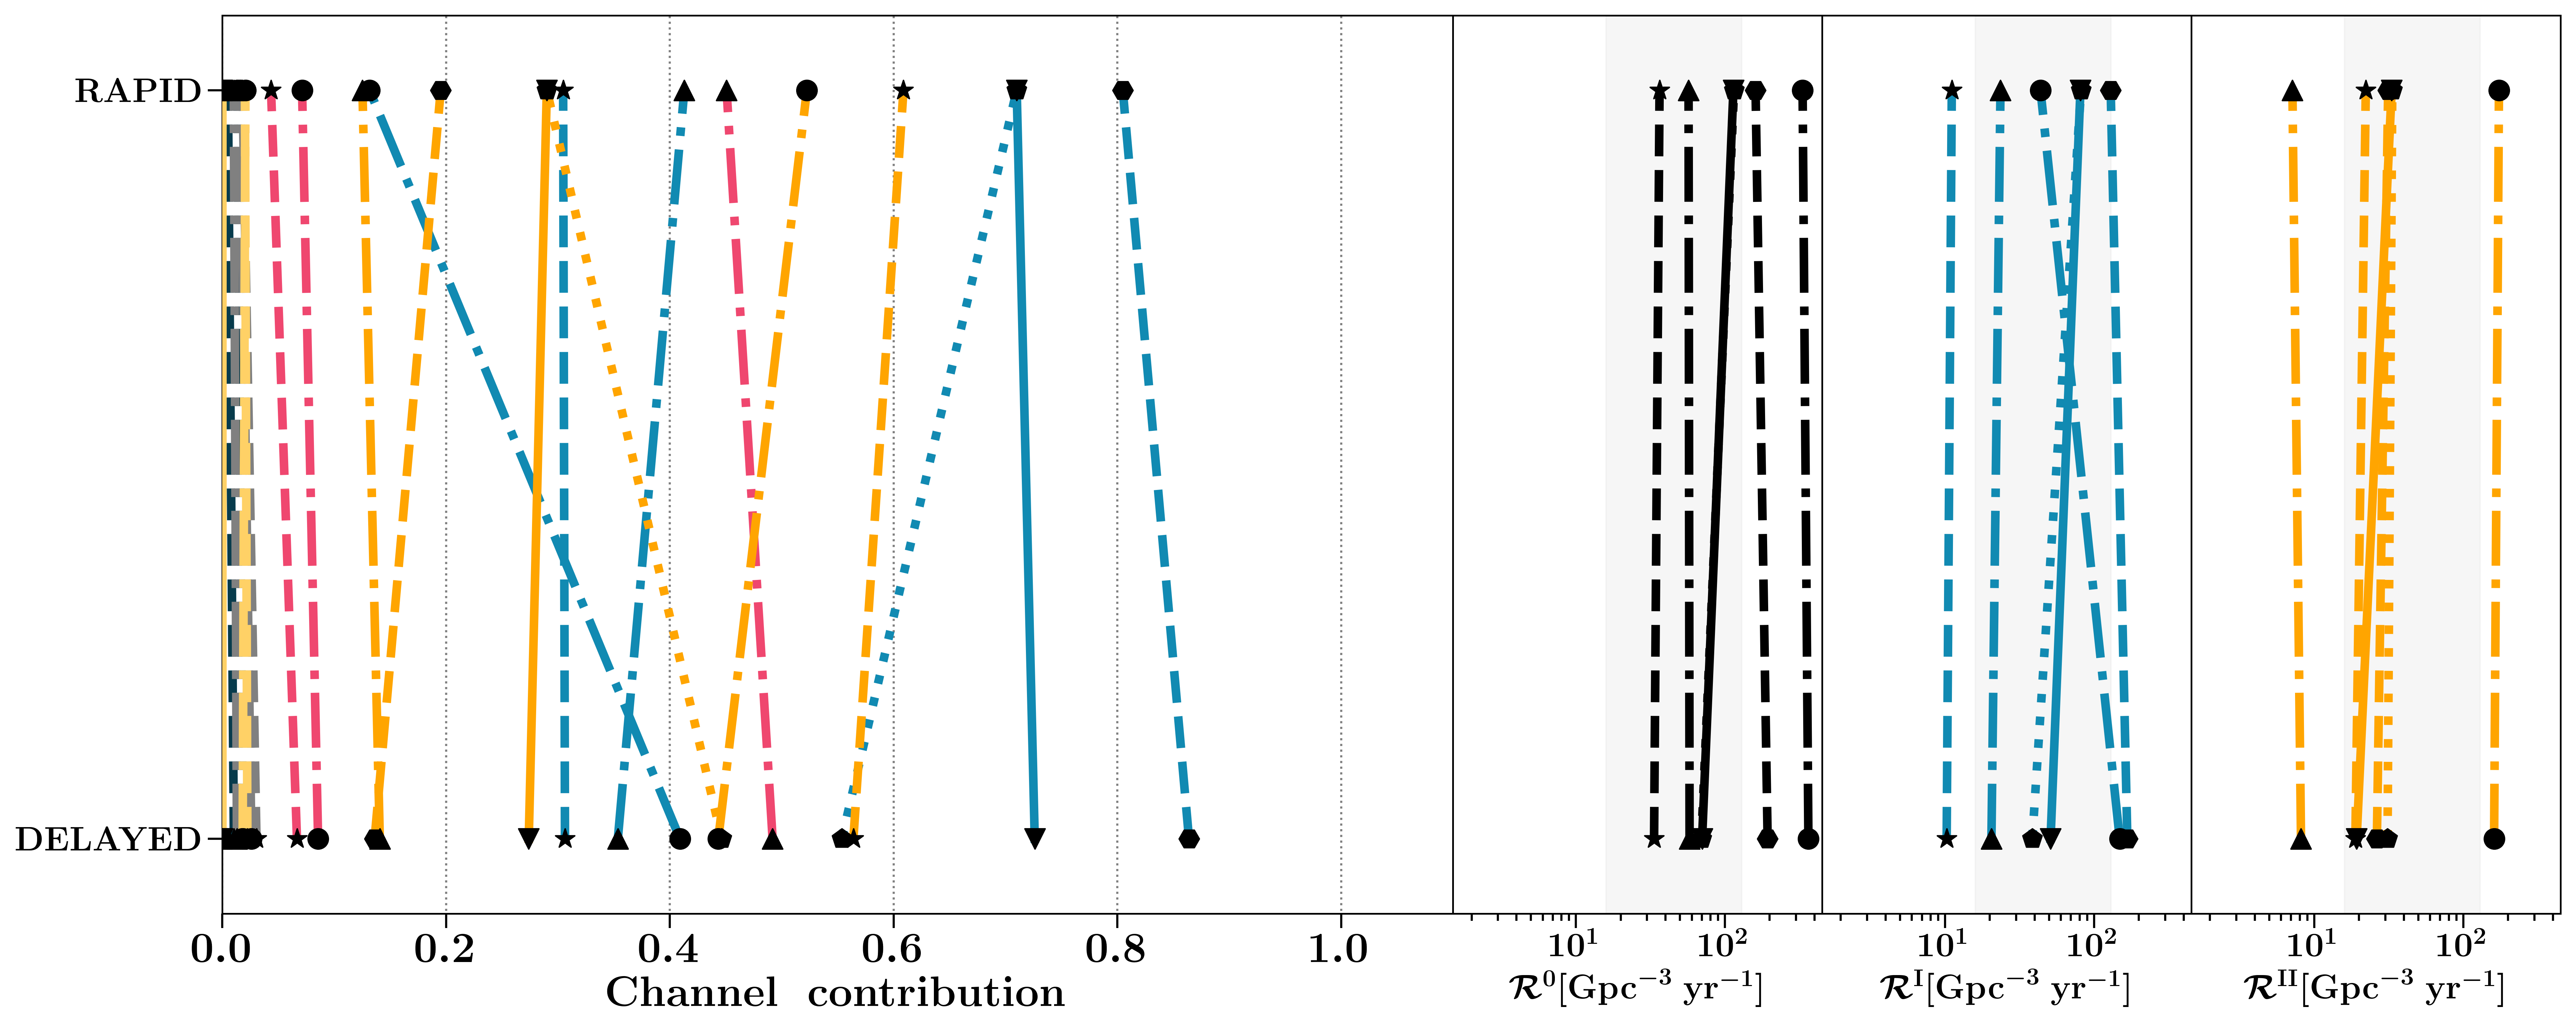 RAPID
DELAYED
0.0 0.2 0.4 0.6 0.8 1.0 10¹ 10² 10¹ 10² 10¹ 10²
Channel contribution ℛ⁰[Gpc⁻³ yr⁻¹] ℛᴵ[Gpc⁻³ yr⁻¹] ℛᴵᴵ[Gpc⁻³ yr⁻¹]